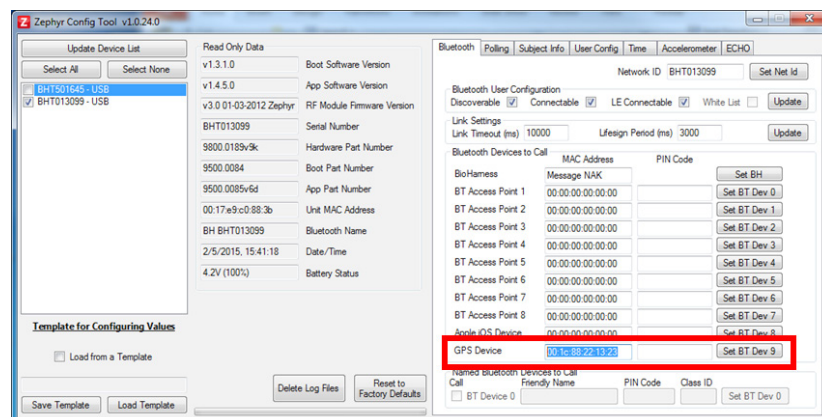 Zephyr Config Tool v1.0.24.0
Update Device List
Select All Select None
BHT501645 - USB
BHT013099 - USB
Template for Configuring Values
Load from a Template
Save Template Load Template
Read Only Data
v1.3.1.0 Boot Software Version
v1.4.5.0 App Software Version
v3.0 01-03-2012 Zephyr RF Module Firmware Version
BHT013099 Serial Number
9800.0189v3k Hardware Part Number
9500.0084 Boot Part Number
9500.0085v6d App Part Number
00:17:e9:c0:88:3b Unit MAC Address
BH BHT013099 Bluetooth Name
2/5/2015, 15:41:18 Date/Time
4.2V (100%) Battery Status
Delete Log Files Reset to
Factory Defaults
Bluetooth Polling Subject Info User Config Time Accelerometer ECHO
Network ID BHT013099 Set Net Id
Bluetooth User Configuration
Discoverable Connectable LE Connectable White List Update
Link Settings
Link Timeout (ms) 10000 Lifesign Period (ms) 3000 Update
Bluetooth Devices to Call
MAC Address PIN Code
BioHarness Message NAK Set BH
BT Access Point 1 00:00:00:00:00:00 Set BT Dev 0
BT Access Point 2 00:00:00:00:00:00 Set BT Dev 1
BT Access Point 3 00:00:00:00:00:00 Set BT Dev 2
BT Access Point 4 00:00:00:00:00:00 Set BT Dev 3
BT Access Point 5 00:00:00:00:00:00 Set BT Dev 4
BT Access Point 6 00:00:00:00:00:00 Set BT Dev 5
BT Access Point 7 00:00:00:00:00:00 Set BT Dev 6
BT Access Point 8 00:00:00:00:00:00 Set BT Dev 7
Apple iOS Device 00:00:00:00:00:00 Set BT Dev 8
GPS Device 00:1c:88:22:13:23 Set BT Dev 9
Named Bluetooth Devices to Call
Call Friendly Name PIN Code Class ID
BT Device 0 Set BT Dev 0